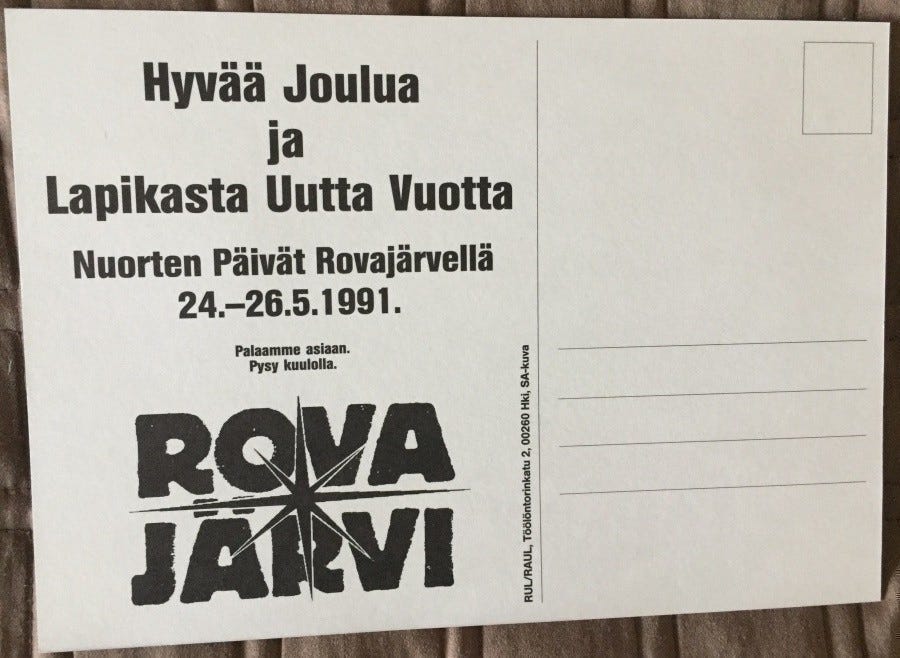 Hyvää Joulua
ja
Lapikasta Uutta Vuotta
Nuorten Päivät Rovajärvellä
24.–26.5.1991.
Palaamme asiaan.
Pysy kuulolla.
ROVA
JÄRVI
RUL/RAUL, Töölöntorinkatu 2, 00260 Hki, SA-kuva